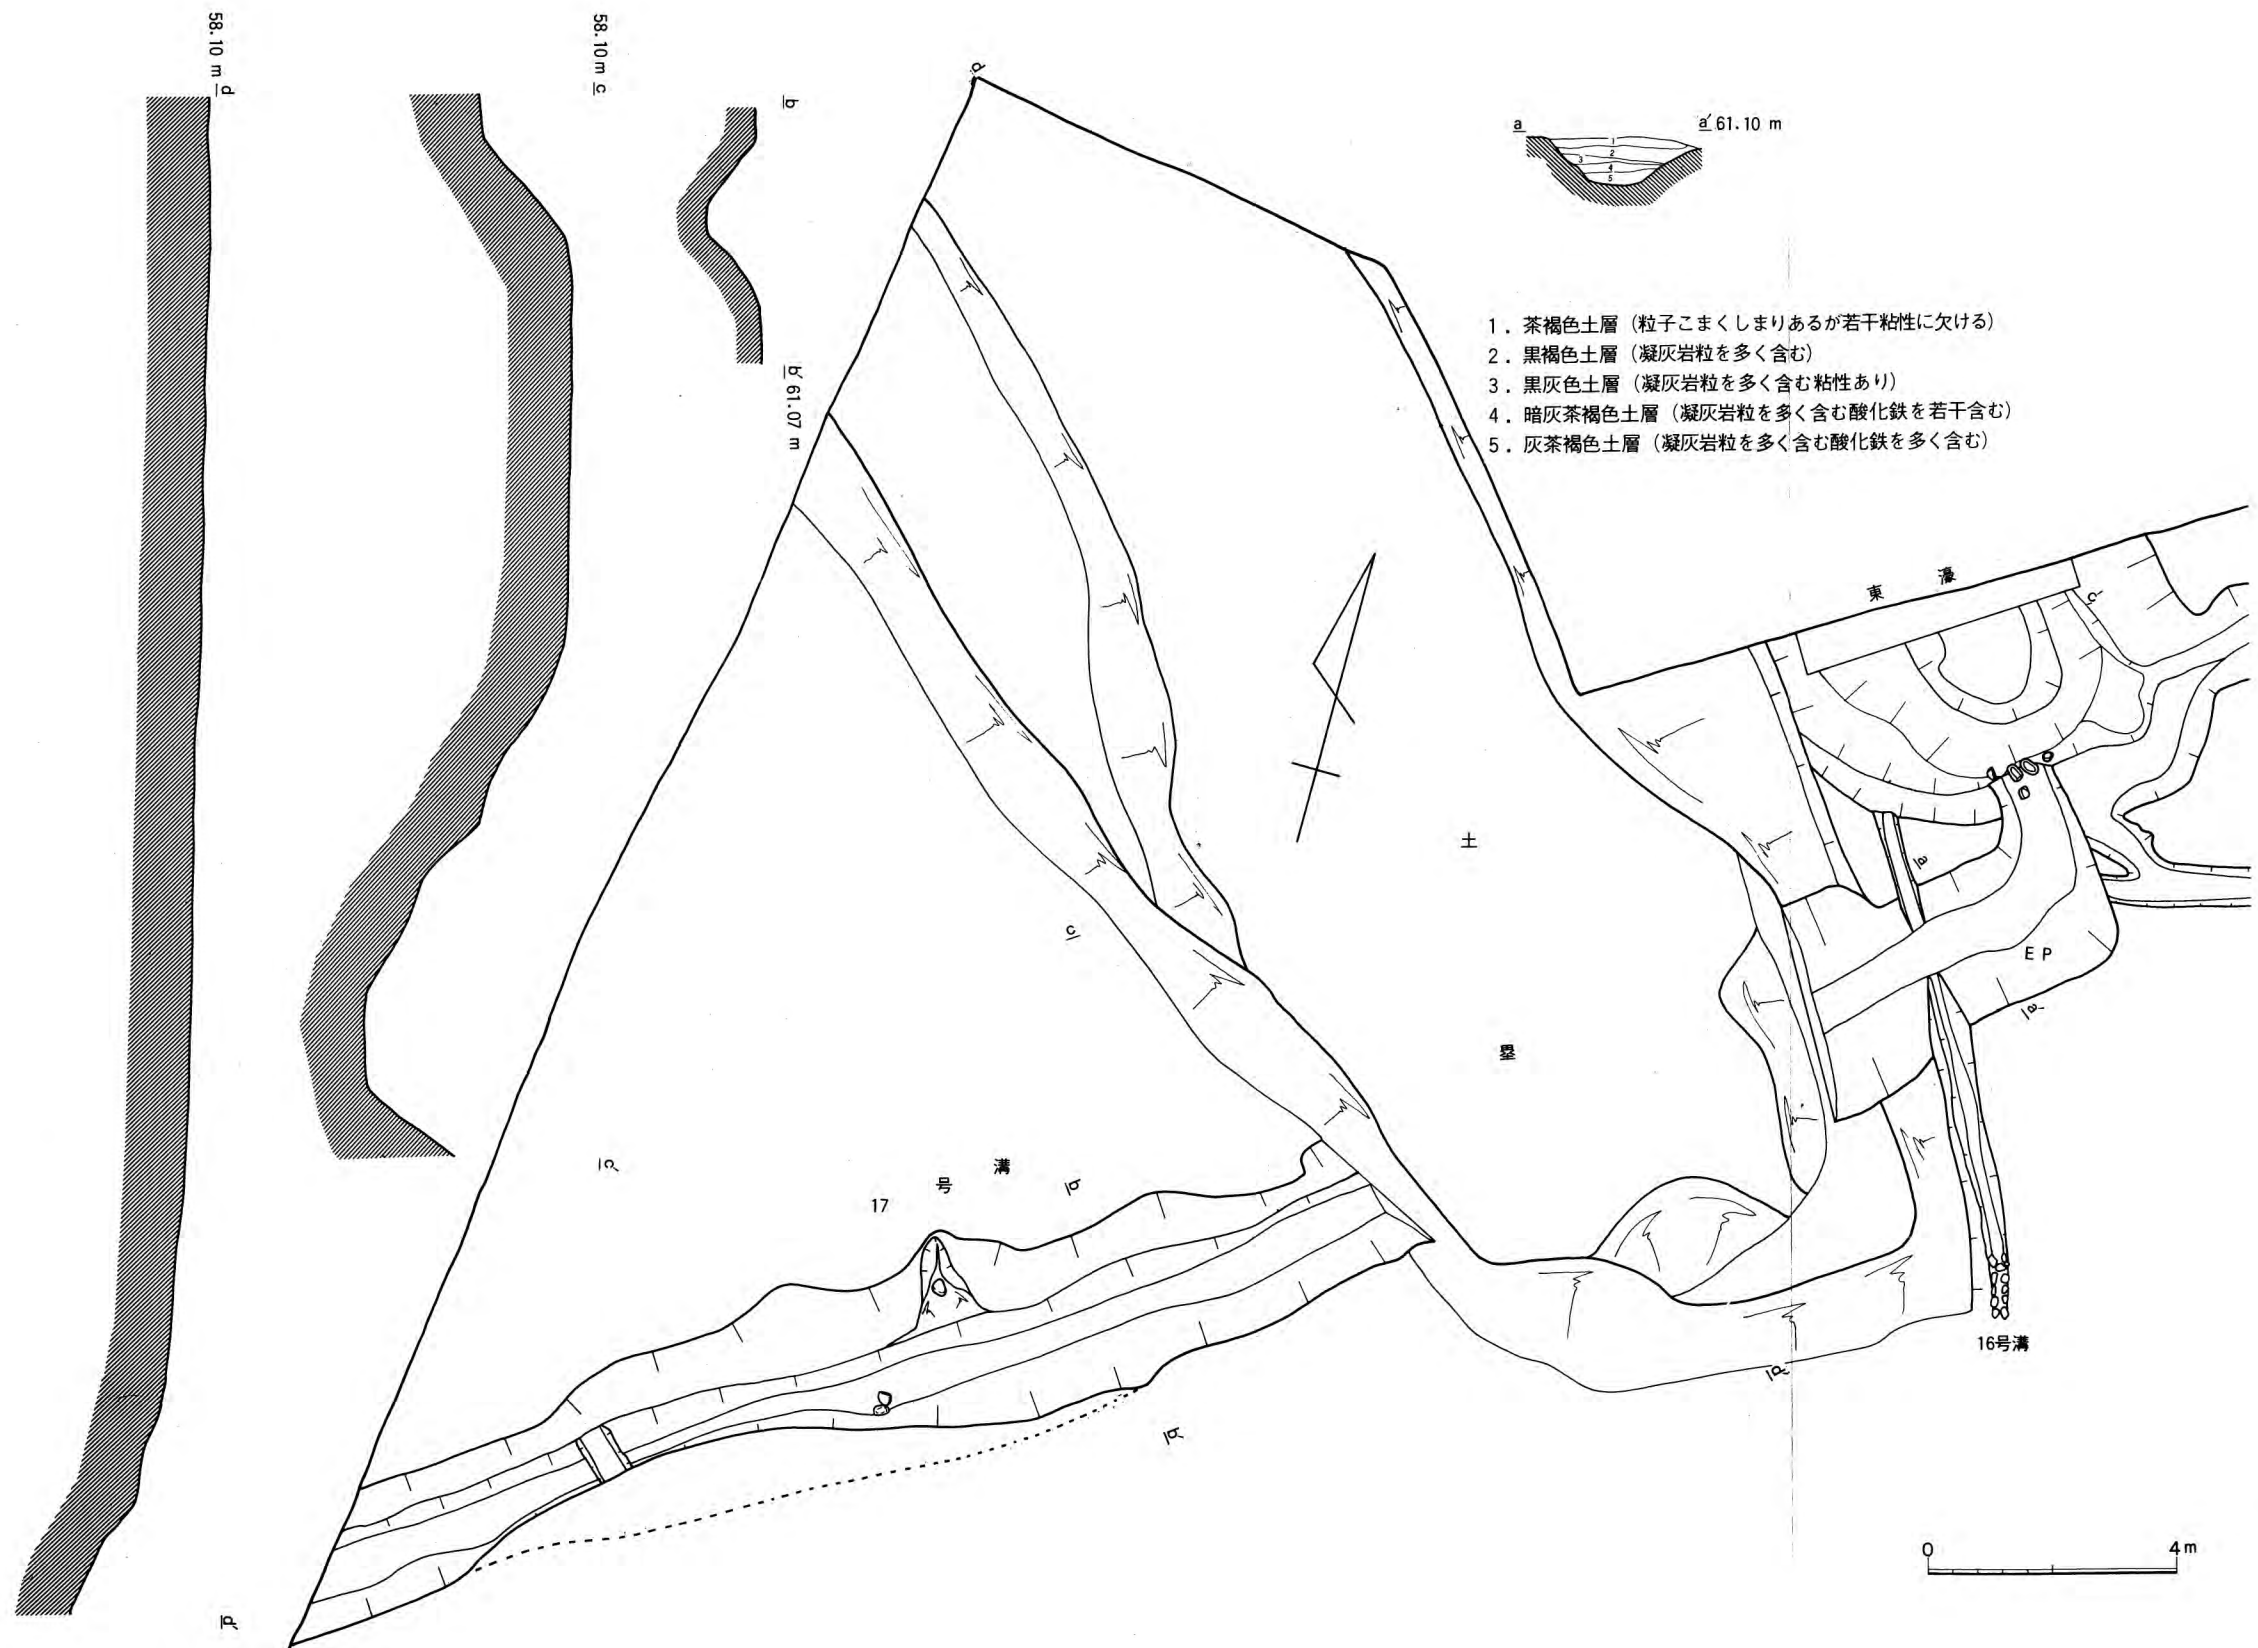 58.10 m d
58.10 m c
b
d
a
a′ 61.10 m
1
2
3
4
5
1．茶褐色土層（粒子こまくしまりあるが若干粘性に欠ける）
2．黒褐色土層（凝灰岩粒を多く含む）
3．黒灰色土層（凝灰岩粒を多く含む粘性あり）
4．暗灰茶褐色土層（凝灰岩粒を多く含む酸化鉄を若干含む）
5．灰茶褐色土層（凝灰岩粒を多く含む酸化鉄を多く含む）
b′ 61.07 m
東濠
c′
土塁
a
c
EP
a′
c′
17号溝
b
16号溝
d′
b′
0 4m
d′